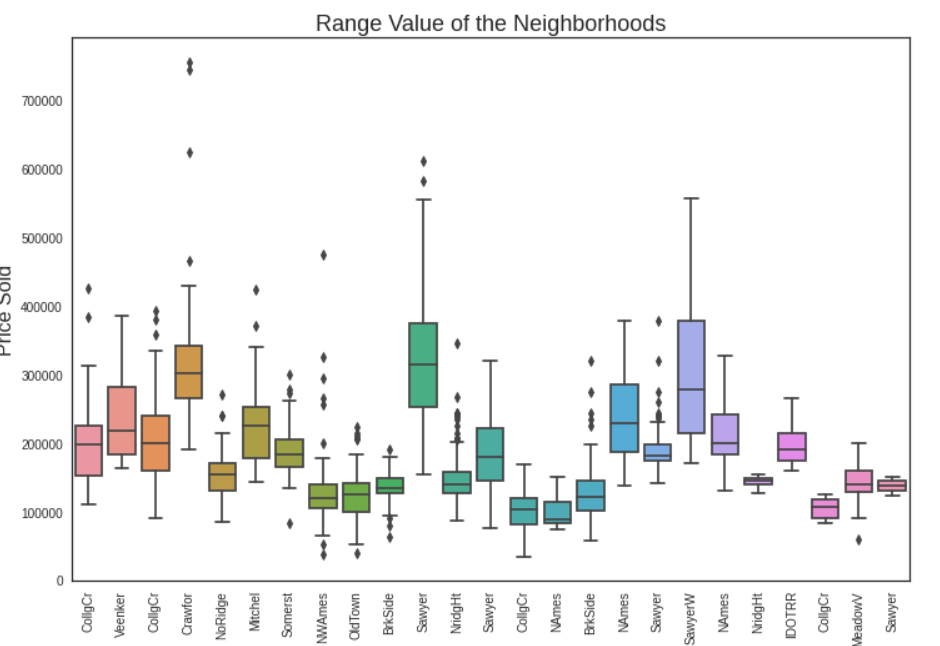 Range Value of the Neighborhoods
Price Sold
700000
600000
500000
400000
300000
200000
100000
0
CollgCr
Veenker
CollgCr
Crawfor
NoRidge
Mitchel
Somerst
NWAmes
OldTown
BrkSide
Sawyer
NridgHt
Sawyer
CollgCr
NAmes
BrkSide
NAmes
Sawyer
SawyerW
NAmes
NridgHt
IDOTRR
CollgCr
MeadowV
Sawyer